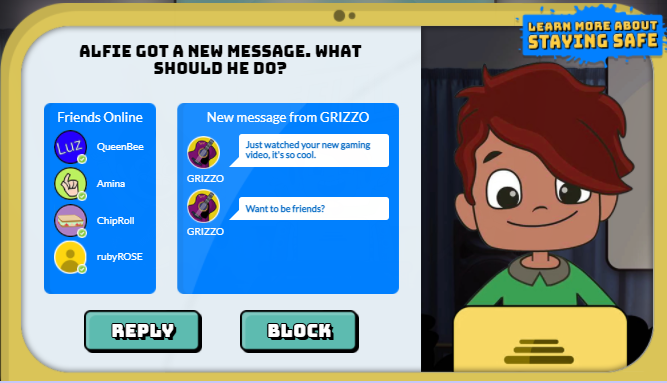 LEARN MORE ABOUT
STAYING SAFE
ALFIE GOT A NEW MESSAGE. WHAT
SHOULD HE DO?
Friends Online
Luz
QueenBee
Amina
ChipRoll
rubyROSE
New message from GRIZZO
Just watched your new gaming
video, it's so cool.
GRIZZO
Want to be friends?
GRIZZO
REPLY
BLOCK